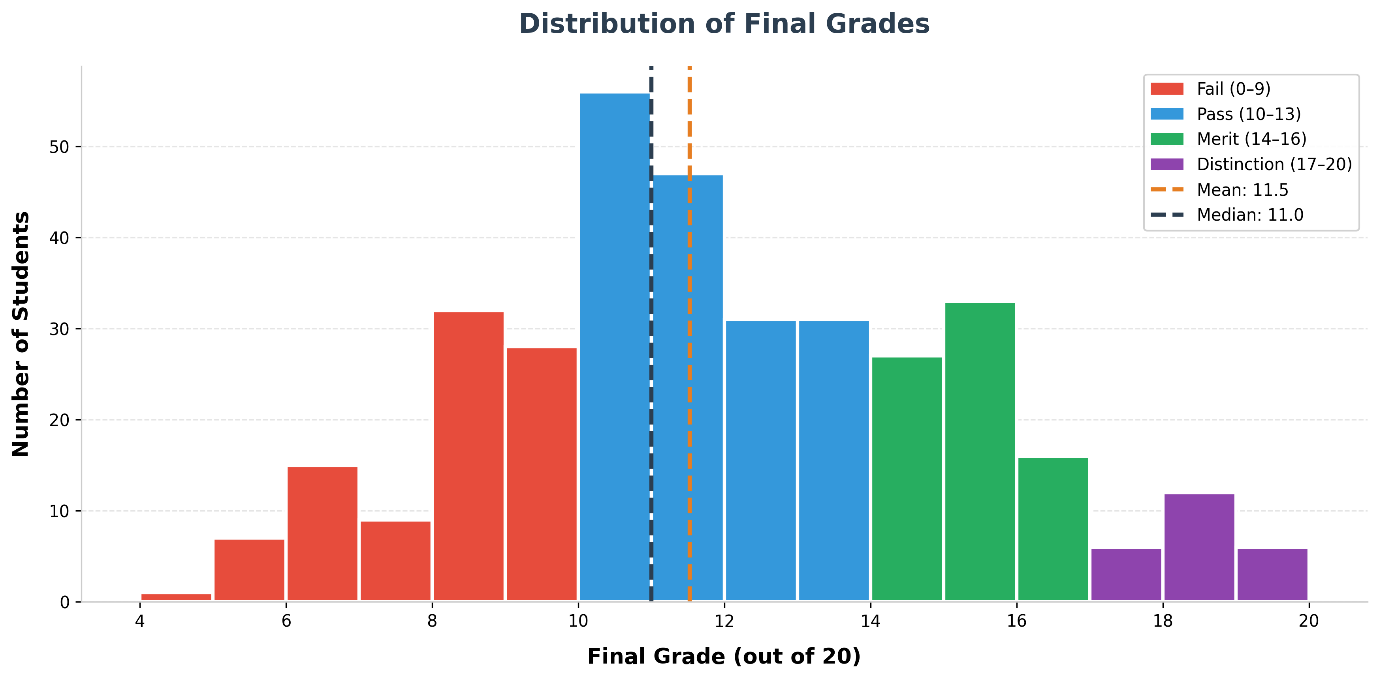 Distribution of Final Grades
Fail (0–9)
Pass (10–13)
Merit (14–16)
Distinction (17–20)
Mean: 11.5
Median: 11.0
Number of Students
50
40
30
20
10
0
4 6 8 10 12 14 16 18 20
Final Grade (out of 20)